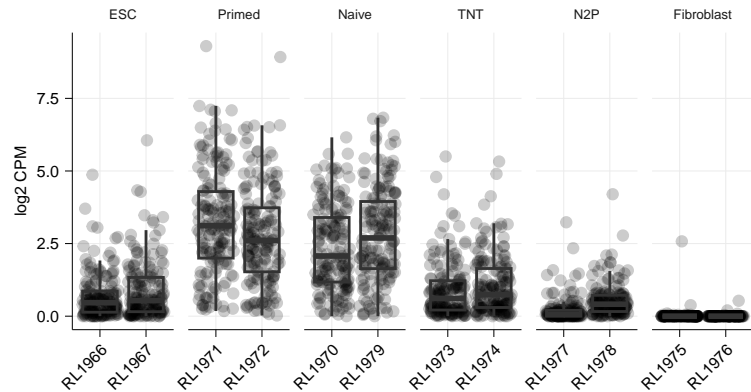 ESC Primed Naive TNT N2P Fibroblast
log2 CPM
7.5
5.0
2.5
0.0
RL1966 RL1967 RL1971 RL1972 RL1970 RL1979 RL1973 RL1974 RL1977 RL1978 RL1975 RL1976